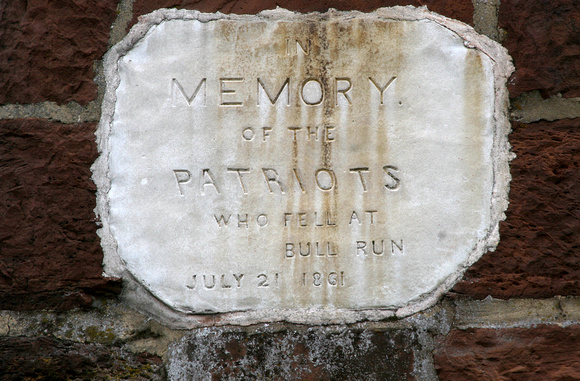 IN
MEMORY.
OF THE
PATRIOTS
WHO FELL AT
BULL RUN
JULY 21 1861